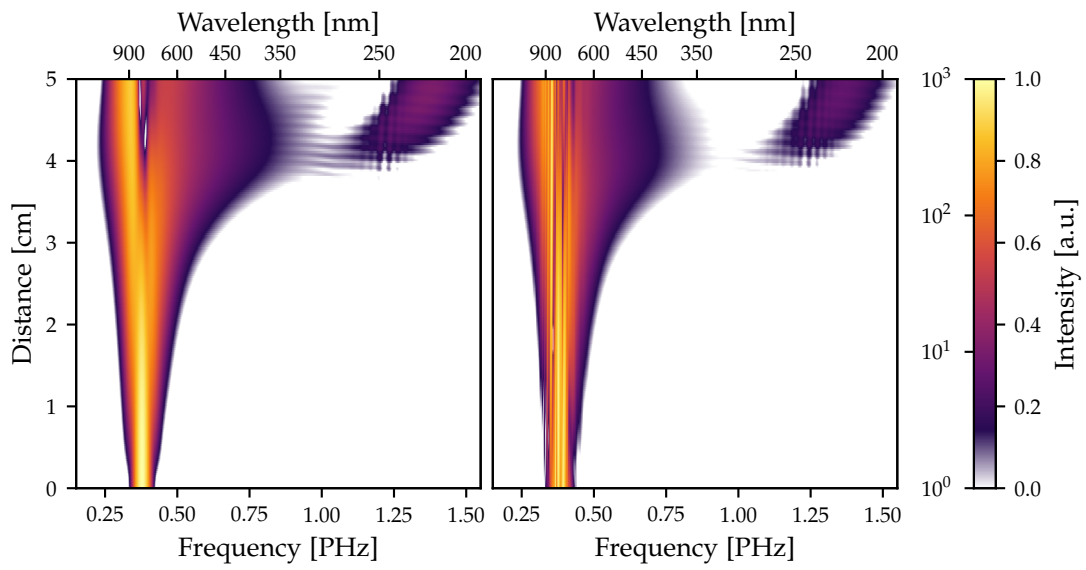 Wavelength [nm]
Wavelength [nm]
900 600 450 350 250 200
900 600 450 350 250 200
5
4
3
2
1
0
Distance [cm]
10³
10²
10¹
10⁰
1.0
0.8
0.6
0.4
0.2
0.0
Intensity [a.u.]
0.25 0.50 0.75 1.00 1.25 1.50
0.25 0.50 0.75 1.00 1.25 1.50
Frequency [PHz]
Frequency [PHz]